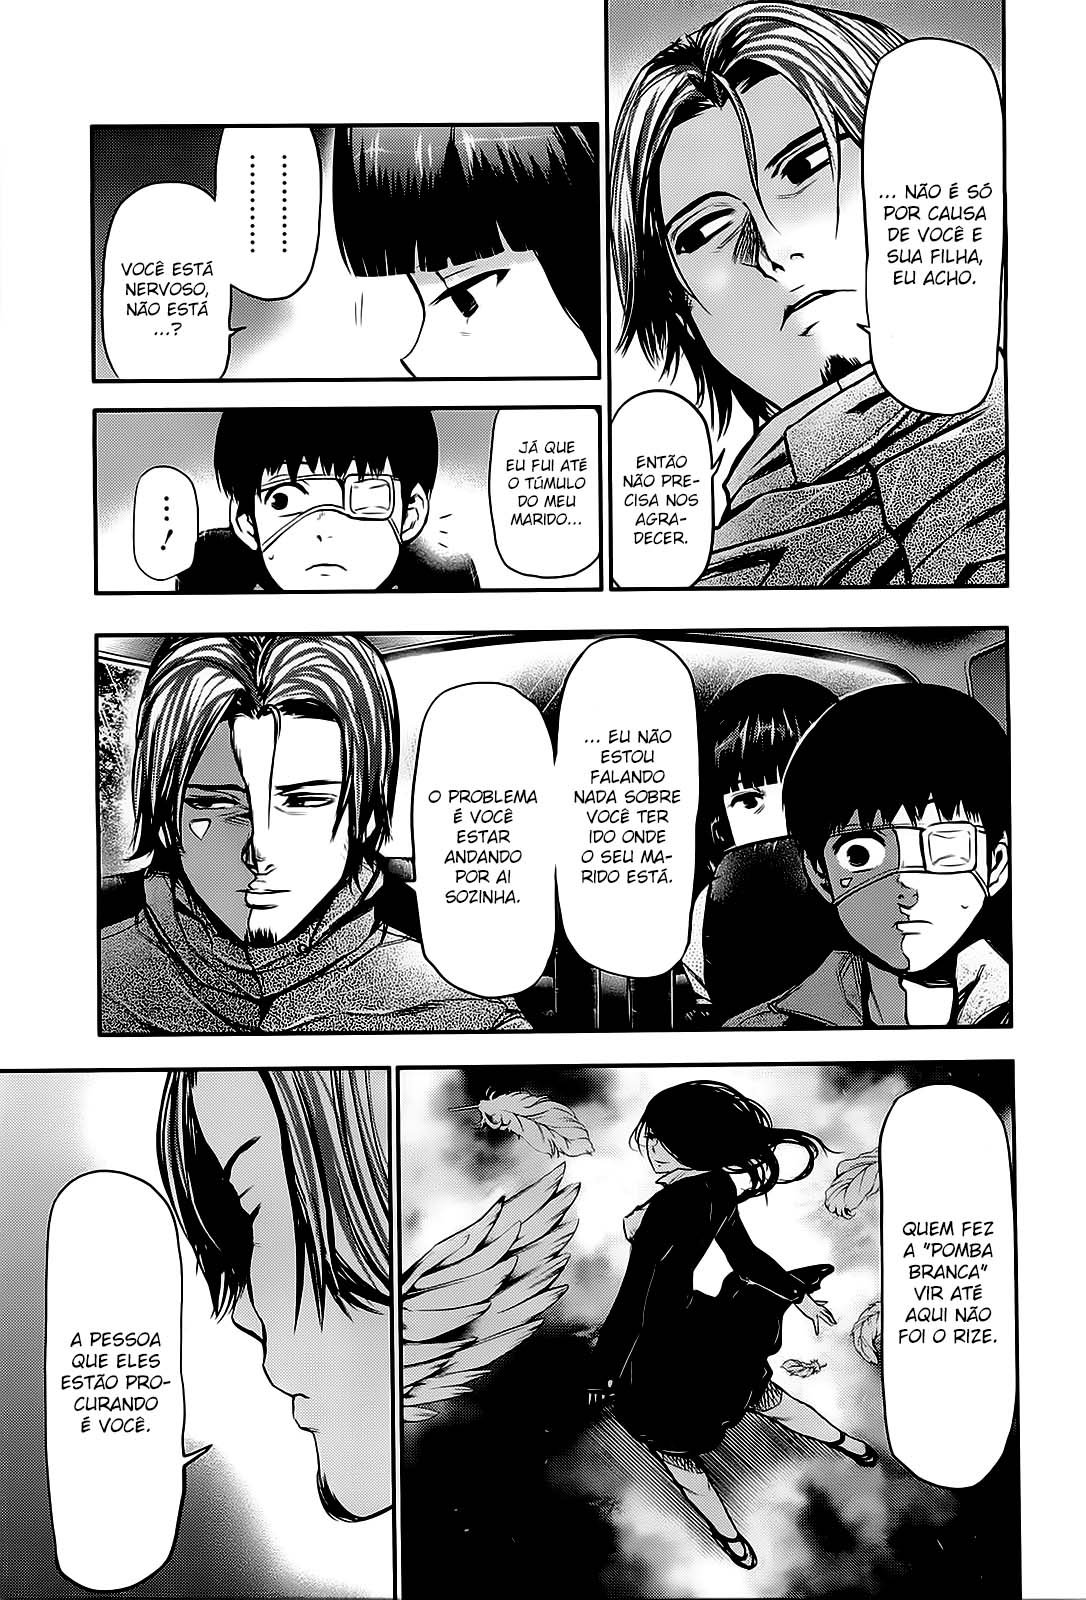 ... NÃO É SÓ
POR CAUSA
DE VOCÊ E
SUA FILHA,
EU ACHO.
ENTÃO
NÃO PRE-
CISA NOS
AGRA-
DECER.
..........
..........
VOCÊ ESTÁ
NERVOSO,
NÃO ESTÁ
...?
JÁ QUE
EU FUI ATÉ
O TÚMULO
DO MEU
MARIDO...
...!
... EU NÃO
ESTOU
FALANDO
NADA SOBRE
VOCÊ TER
IDO ONDE
O SEU MA-
RIDO ESTÁ.
O PROBLEMA
É VOCÊ
ESTAR
ANDANDO
POR AI
SOZINHA.
QUEM FEZ
A "POMBA
BRANCA"
VIR ATÉ
AQUI NÃO
FOI O RIZE.
A PESSOA
QUE ELES
ESTÃO PRO-
CURANDO
É VOCÊ.